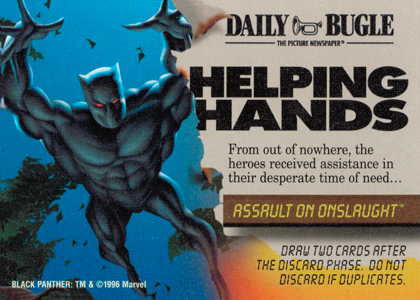 DAILY BUGLE
THE PICTURE NEWSPAPER®
HELPING
HANDS
From out of nowhere, the
heroes received assistance in
their desperate time of need...
ASSAULT ON ONSLAUGHT™
DRAW TWO CARDS AFTER
THE DISCARD PHASE. DO NOT
DISCARD IF DUPLICATES.
BLACK PANTHER: TM & ©1996 Marvel